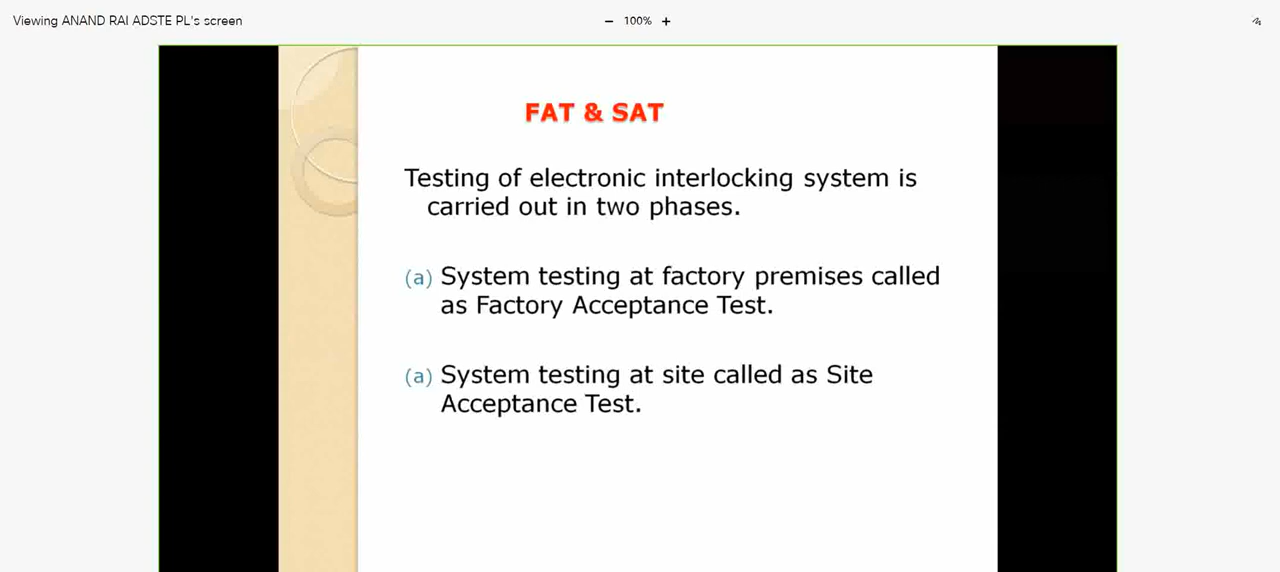 Viewing ANAND RAI ADSTE PL's screen
− 100% +
FAT & SAT
Testing of electronic interlocking system is
carried out in two phases.
(a) System testing at factory premises called
as Factory Acceptance Test.
(a) System testing at site called as Site
Acceptance Test.